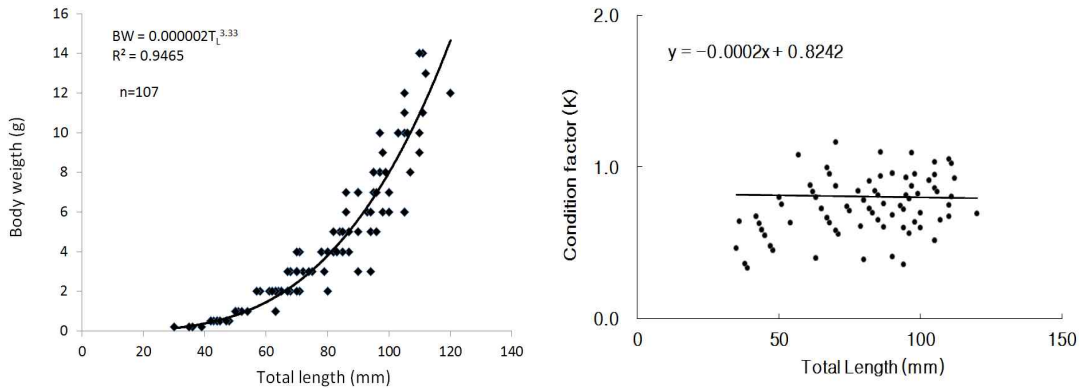 BW = 0.000002TL3.33
R² = 0.9465
n=107
Body weigth (g)
16
14
12
10
8
6
4
2
0
0 20 40 60 80 100 120 140
Total length (mm)
y = −0.0002x + 0.8242
Condition factor (K)
2.0
1.0
0.0
0 50 100 150
Total Length (mm)